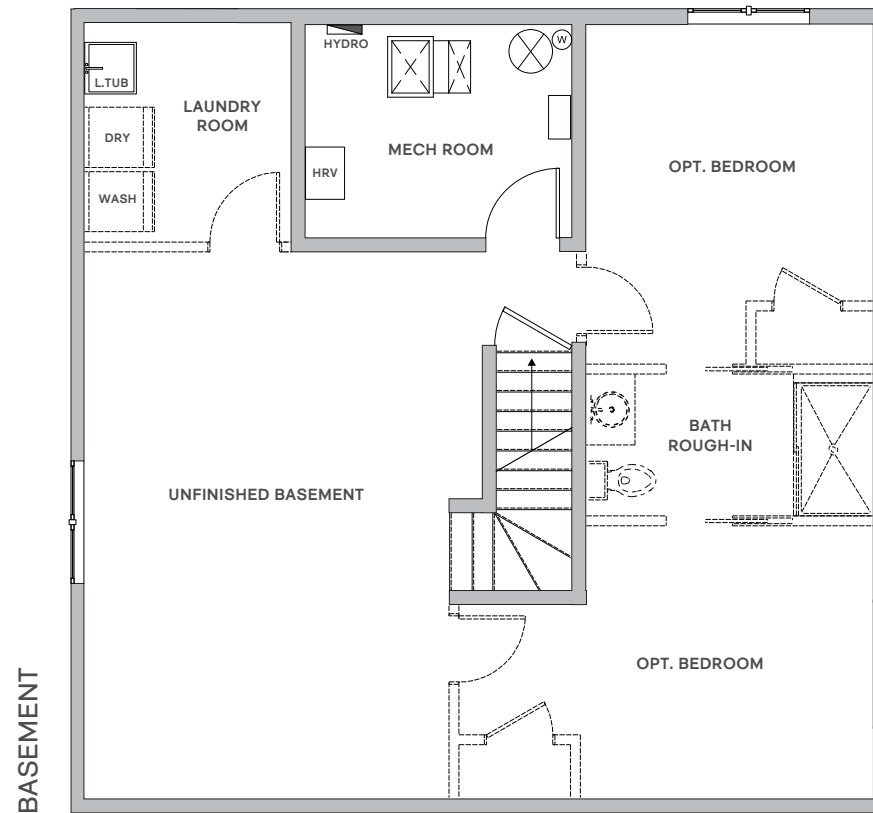 HYDRO
W
L.TUB
LAUNDRY
ROOM
DRY
MECH ROOM
OPT. BEDROOM
HRV
WASH
BATH
ROUGH-IN
UNFINISHED BASEMENT
OPT. BEDROOM
BASEMENT